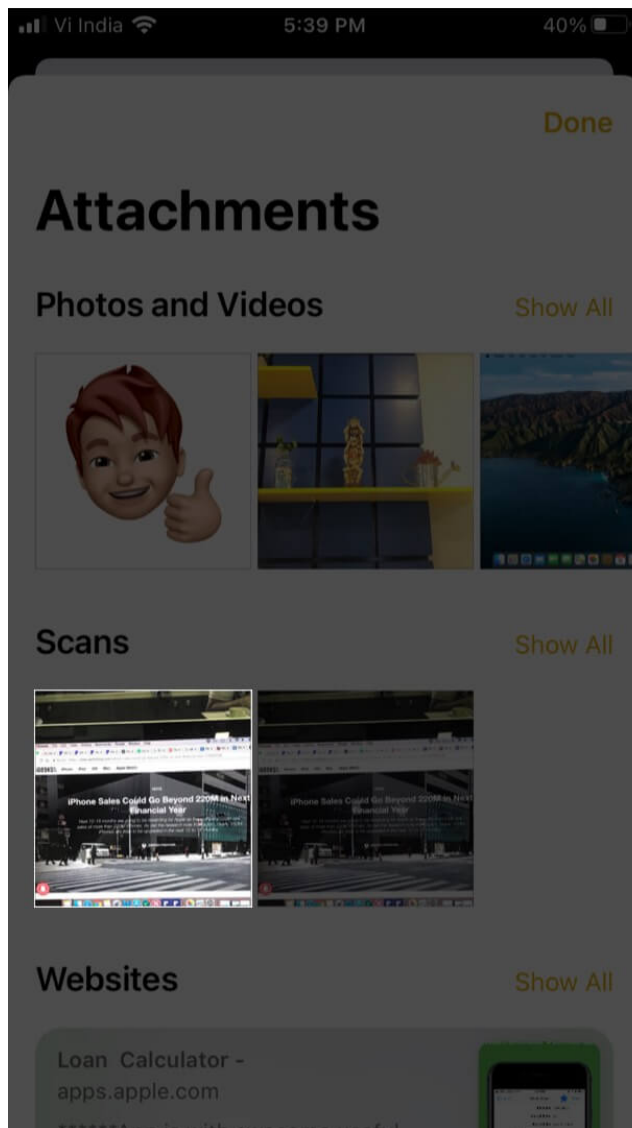 Vi India
5:39 PM
40%
Done
Attachments
Photos and Videos
Show All
Scans
Show All
iPhone Sales Could Go Beyond 220M in Next
Financial Year
iPhone Sales Could Go Beyond 220M in Next
Financial Year
Websites
Show All
Loan Calculator -
apps.apple.com